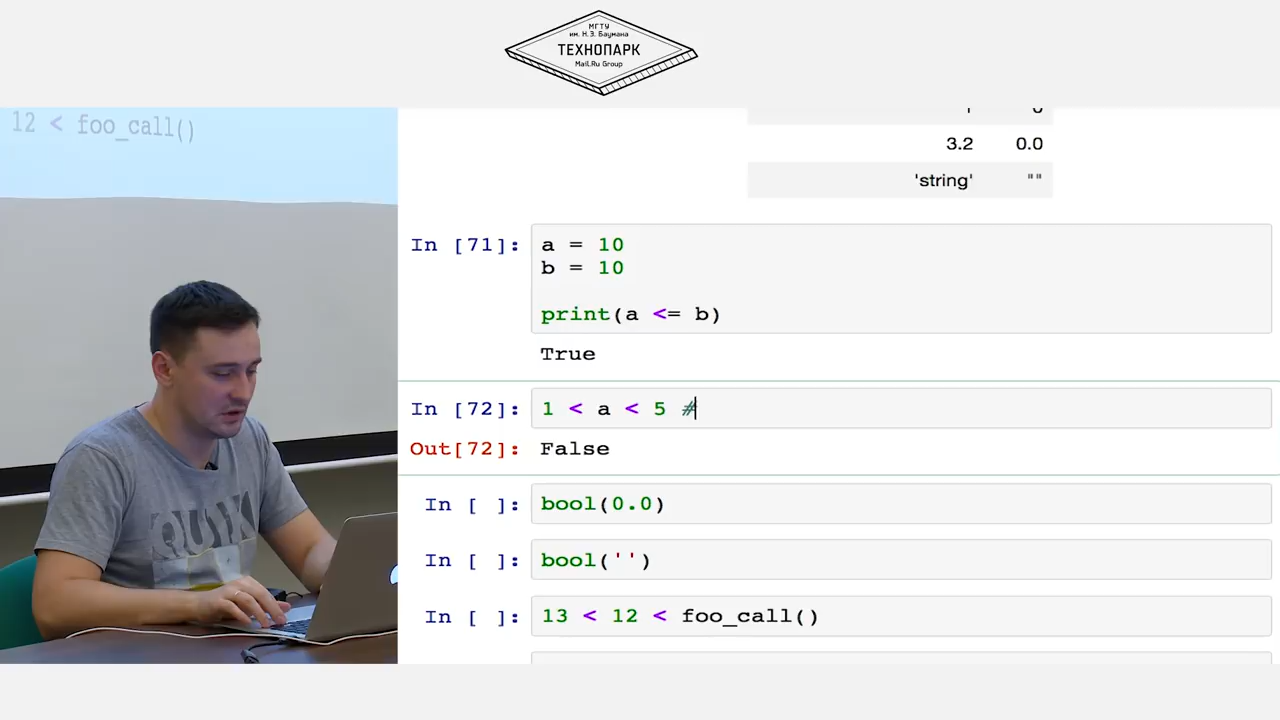 МГТУ
им. Н.Э. Баумана
ТЕХНОПАРК
Mail.Ru Group
12 < foo_call()
3.2 0.0
'string' ""
In [71]: a = 10
b = 10
print(a <= b)
True
In [72]: 1 < a < 5 #
Out[72]: False
In [ ]: bool(0.0)
In [ ]: bool('')
In [ ]: 13 < 12 < foo_call()
QUIK